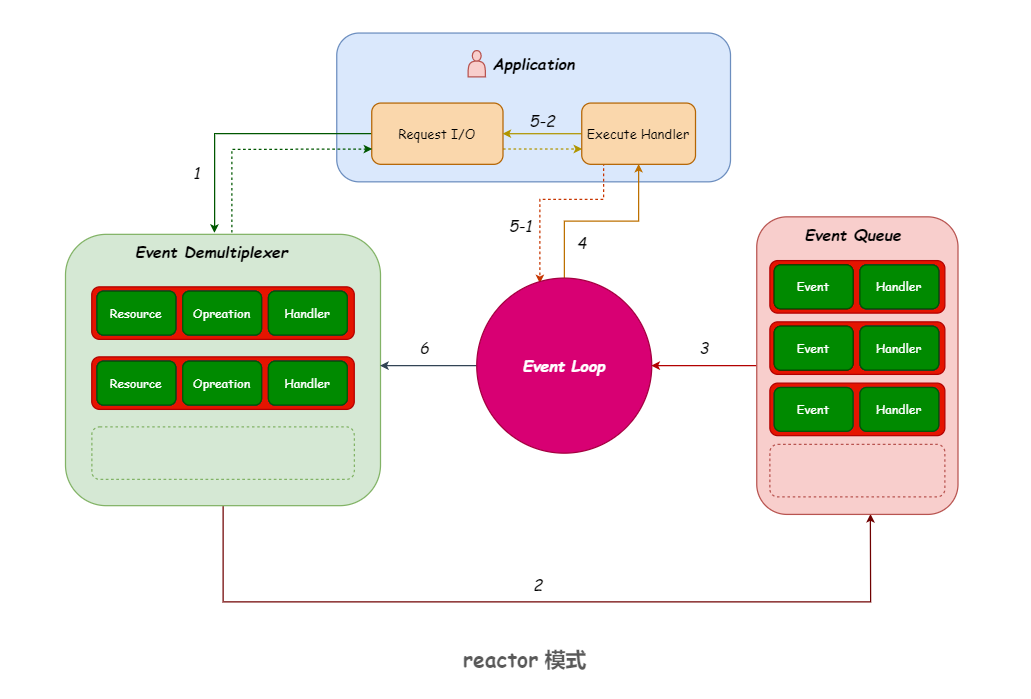 Application
Request I/O
5-2
Execute Handler
1
5-1
4
Event Demultiplexer
Resource
Opreation
Handler
Resource
Opreation
Handler
6
Event Loop
3
Event Queue
Event
Handler
Event
Handler
Event
Handler
2
reactor 模式